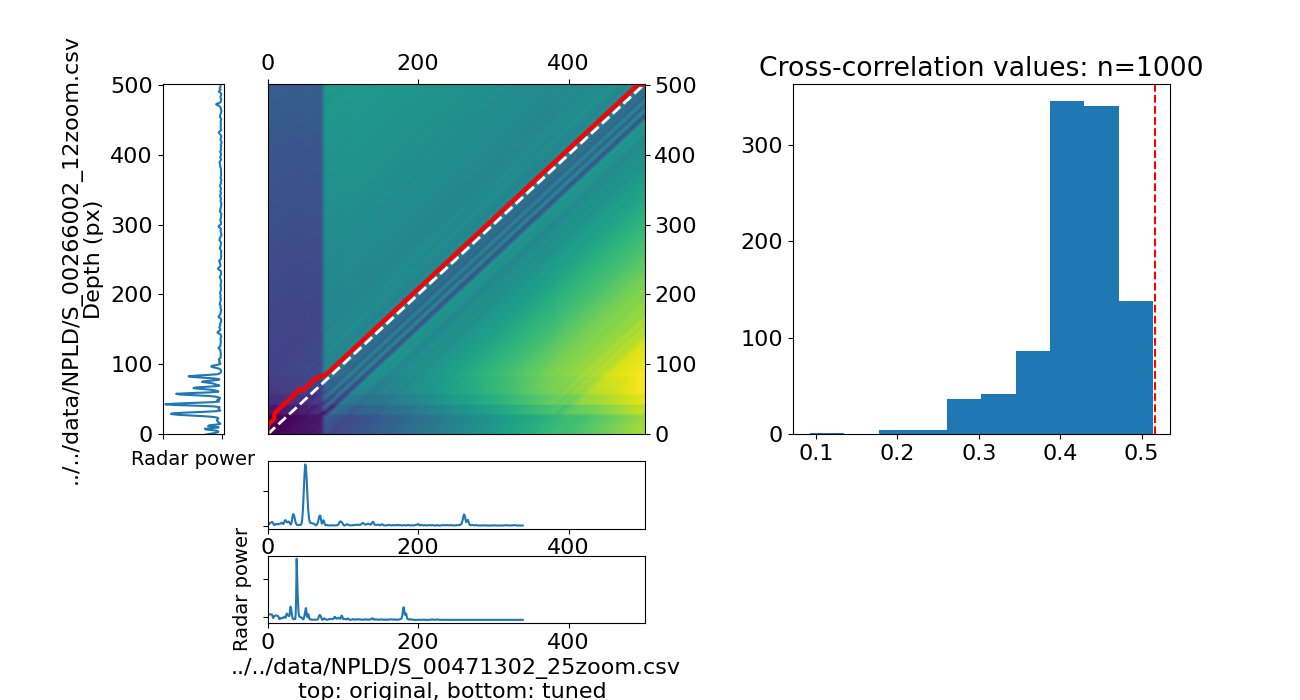 Cross-correlation values: n=1000
0 200 400
../../data/NPLD/S_00266002_12zoom.csv
Depth (px)
500
400
300
200
100
0
500
400
300
200
100
0
300
200
100
0
0.1 0.2 0.3 0.4 0.5
Radar power
0 200 400
Radar power
0 200 400
../../data/NPLD/S_00471302_25zoom.csv
top: original, bottom: tuned